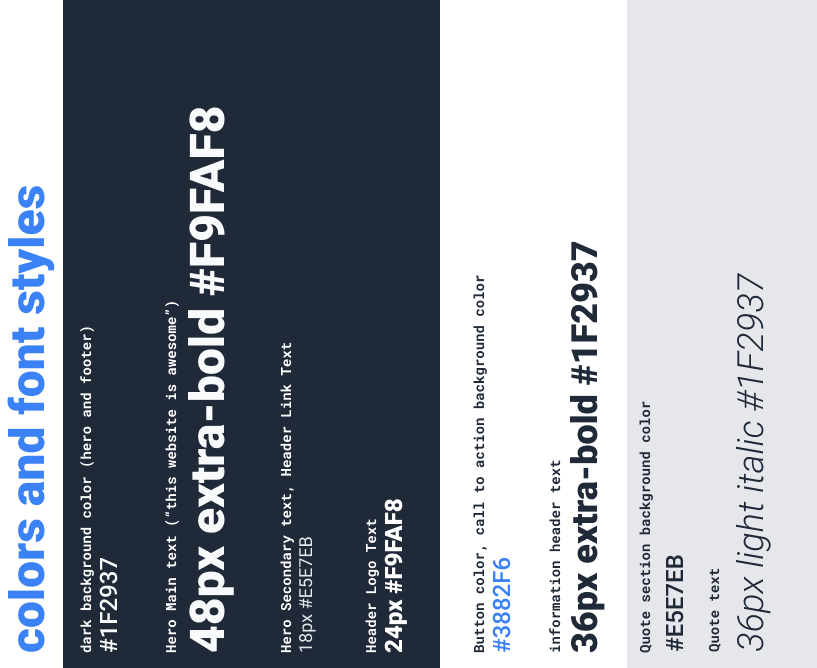 colors and font styles
dark background color (hero and footer)
#1F2937
Hero Main text ("this website is awesome")
48px extra-bold #F9FAF8
Hero Secondary text, Header Link Text
18px #E5E7EB
Header Logo Text
24px #F9FAF8
Button color, call to action background color
#3882F6
information header text
36px extra-bold #1F2937
Quote section background color
#E5E7EB
Quote text
36px light italic #1F2937